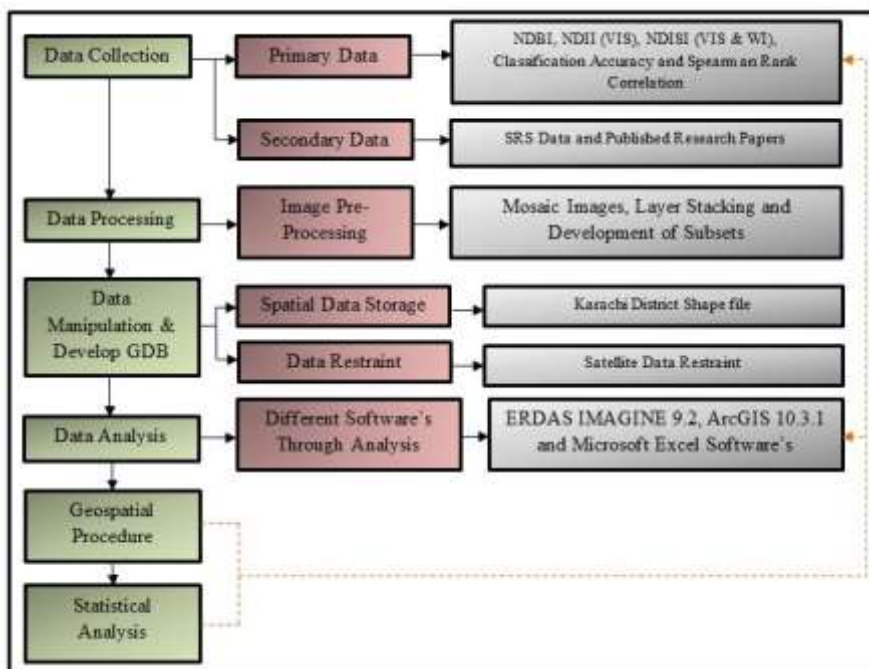 Data Collection
Primary Data
NDBI, NDII (VIS), NDISI (VIS & WI),
Classification Accuracy and Spearman Rank
Correlation
Secondary Data
SRS Data and Published Research Papers
Data Processing
Image Pre-
Processing
Mosaic Images, Layer Stacking and
Development of Subsets
Data
Manipulation &
Develop GDB
Spatial Data Storage
Karachi District Shape file
Data Restraint
Satellite Data Restraint
Data Analysis
Different Software's
Through Analysis
ERDAS IMAGINE 9.2, ArcGIS 10.3.1
and Microsoft Excel Software's
Geospatial
Procedure
Statistical
Analysis